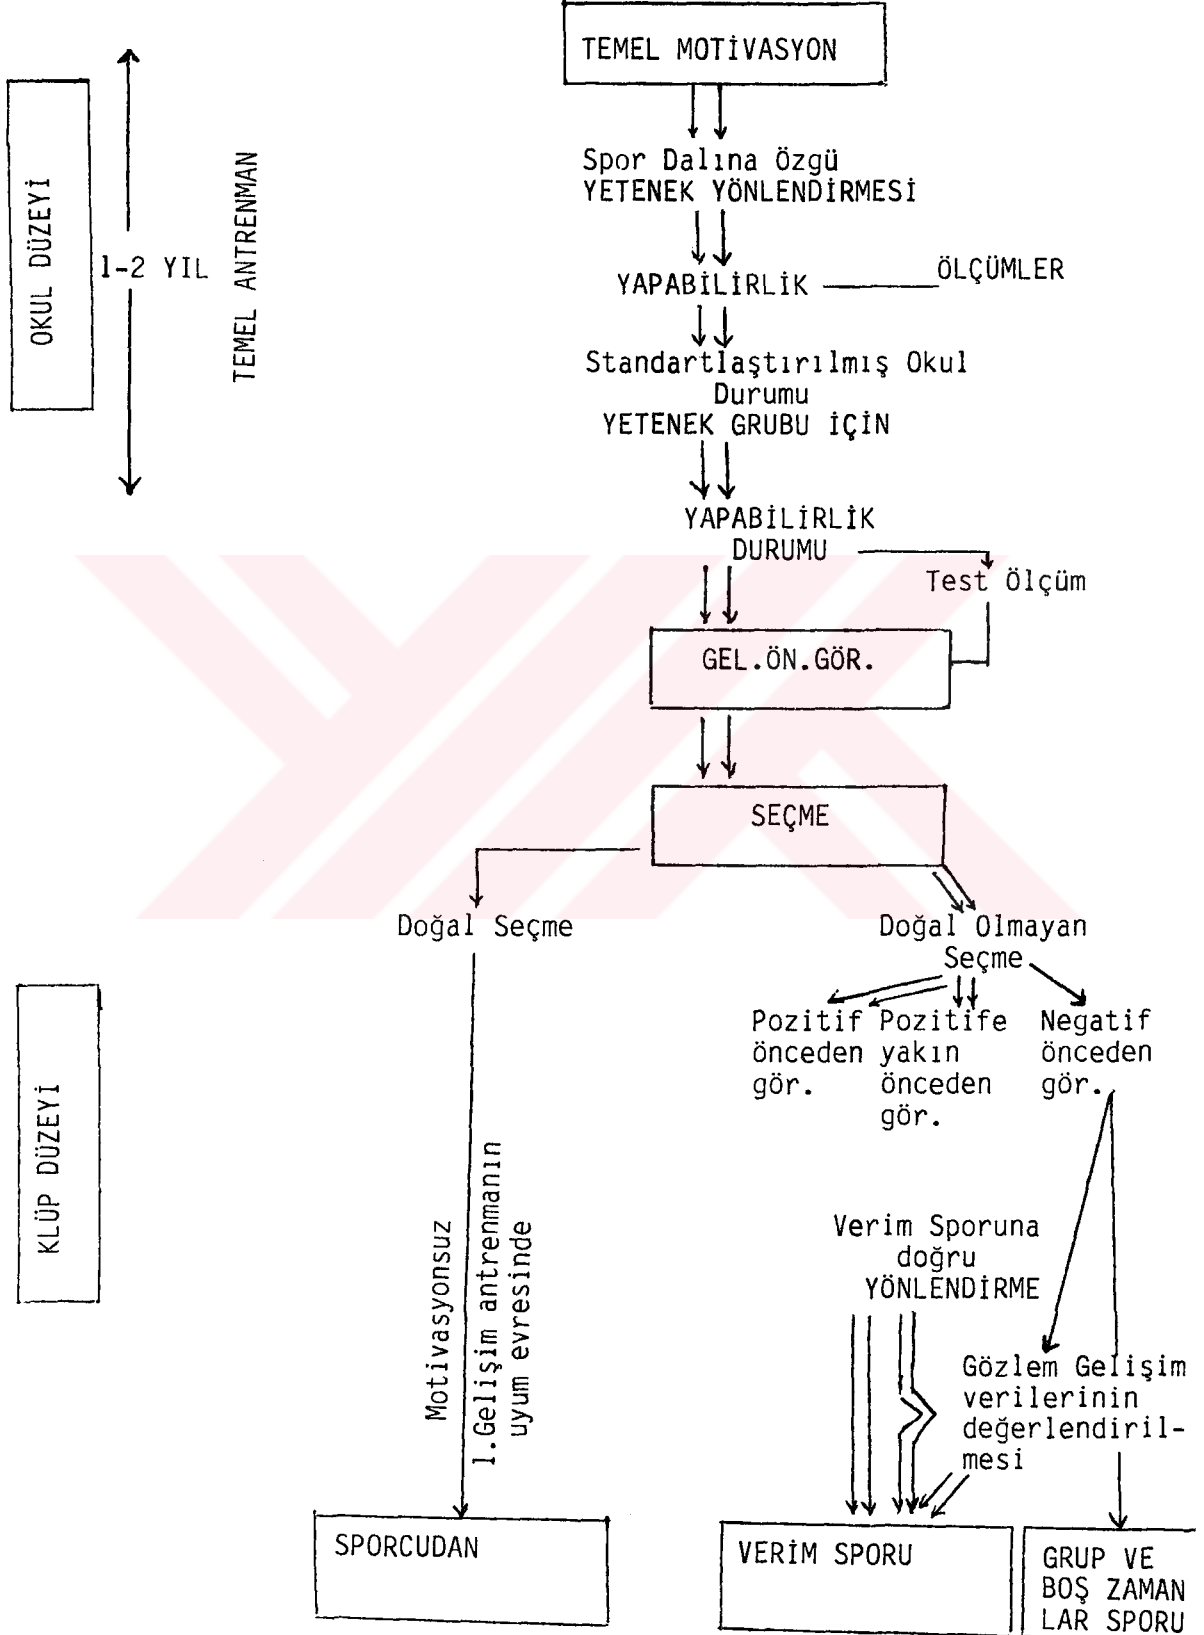 TEMEL MOTİVASYON
OKUL DÜZEYİ
1-2 YIL
TEMEL ANTRENMAN
Spor Dalına Özgü
YETENEK YÖNLENDİRMESİ
YAPABİLİRLİK
ÖLÇÜMLER
Standartlaştırılmış Okul
Durumu
YETENEK GRUBU İÇİN
YAPABİLİRLİK
DURUMU
Test Ölçüm
GEL.ÖN.GÖR.
SEÇME
Doğal Seçme
Doğal Olmayan
Seçme
Pozitif
önceden
gör.
Pozitife
yakın
önceden
gör.
Negatif
önceden
gör.
KLÜP DÜZEYİ
Motivasyonsuz
1.Gelişim antrenmanın
uyum evresinde
Verim Sporuna
doğru
YÖNLENDİRME
Gözlem Gelişim
verilerinin
değerlendiril-
mesi
SPORCUDAN
VERİM SPORU
GRUP VE
BOŞ ZAMAN
LAR SPORU